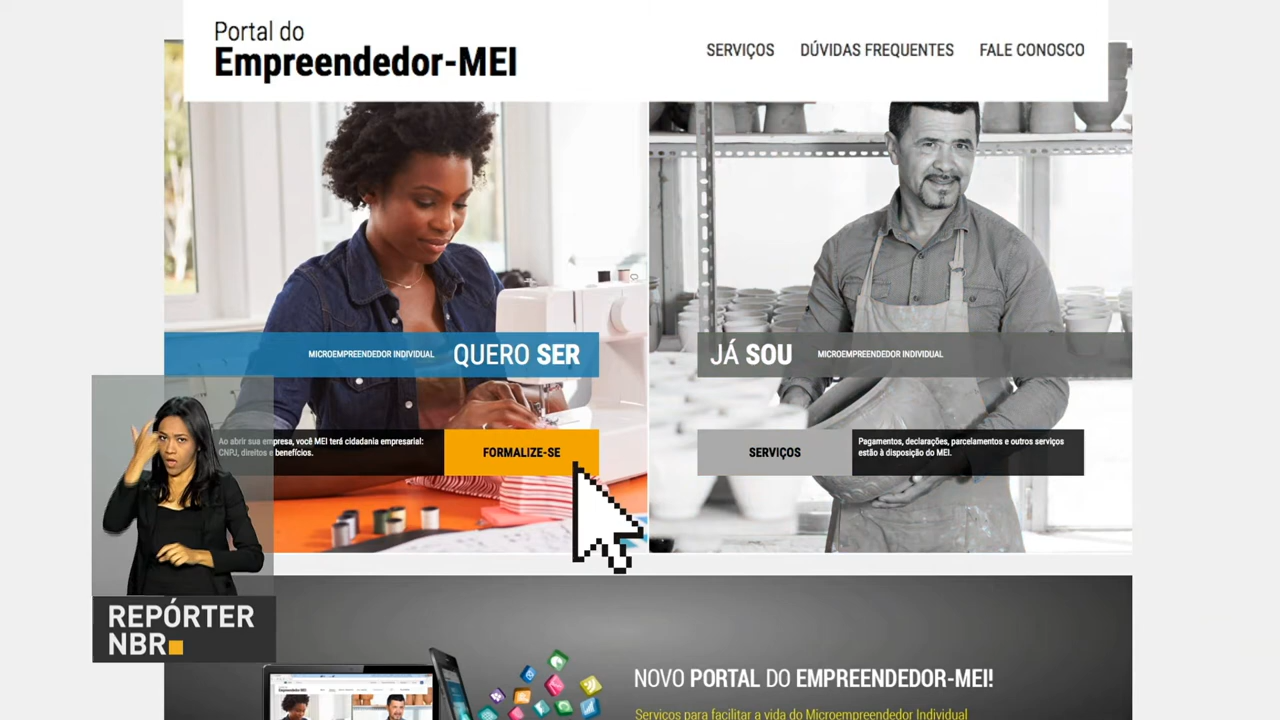 Portal do
Empreendedor-MEI
SERVIÇOS DÚVIDAS FREQUENTES FALE CONOSCO
MICROEMPREENDEDOR INDIVIDUAL QUERO SER
JÁ SOU MICROEMPREENDEDOR INDIVIDUAL
Ao abrir sua empresa, você MEI terá cidadania empresarial:
CNPJ, direitos e benefícios.
FORMALIZE-SE
SERVIÇOS
Pagamentos, declarações, parcelamentos e outros serviços
estão à disposição do MEI.
REPÓRTER
NBR
NOVO PORTAL DO EMPREENDEDOR-MEI!
Serviços para facilitar a vida do Microempreendedor Individual